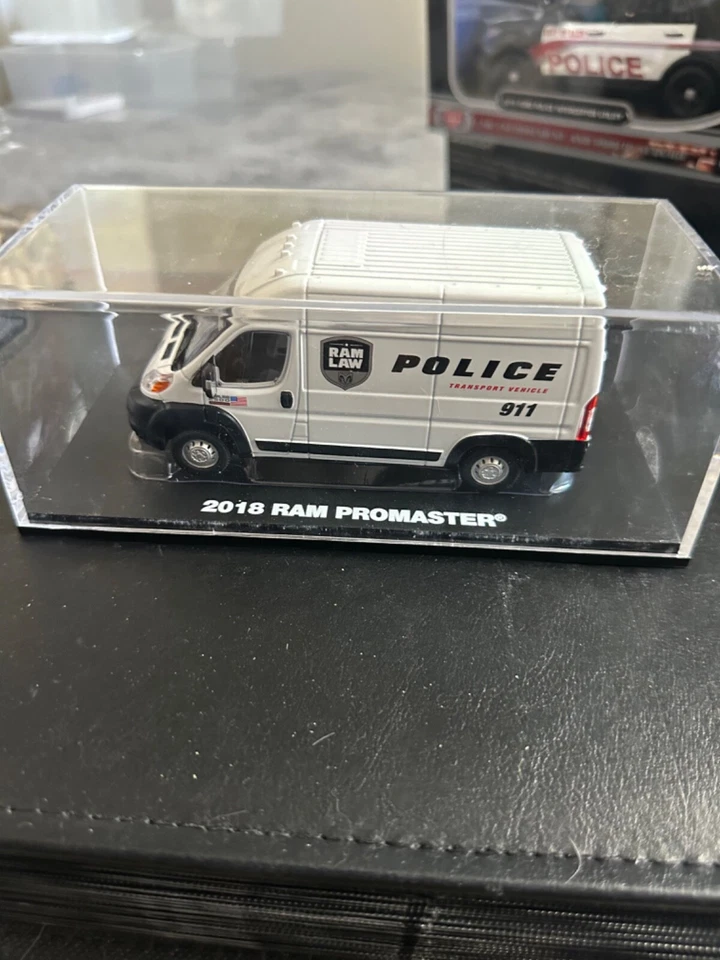 POLICE
RAM
LAW
POLICE
TRANSPORT VEHICLE
911
2018 RAM PROMASTER®